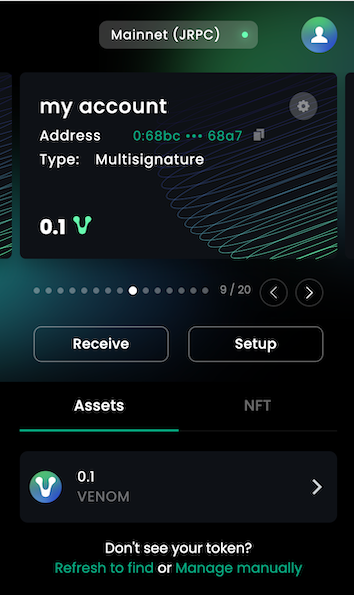 Mainnet (JRPC)
my account
Address 0:68bc ••• 68a7
Type: Multisignature
0.1
9 / 20
Receive Setup
Assets NFT
0.1
VENOM
Don't see your token?
Refresh to find or Manage manually